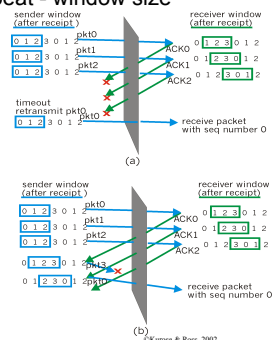 window size
sender window
(after receipt)
receiver window
(after receipt)
0 1 2 3 0 1 2 pkt0
0 1 2 3 0 1 2 pkt1
0 1 2 3 0 1 2 pkt2
ACK0 0 1 2 3 0 1 2
ACK1 0 1 2 3 0 1 2
ACK2 0 1 2 3 0 1 2
timeout
retransmit pkt0
0 1 2 3 0 1 2 pkt0
receive packet
with seq number 0
(a)
sender window
(after receipt)
receiver window
(after receipt)
0 1 2 3 0 1 2 pkt0
0 1 2 3 0 1 2 pkt1
0 1 2 3 0 1 2 pkt2
ACK0 0 1 2 3 0 1 2
ACK1 0 1 2 3 0 1 2
ACK2 0 1 2 3 0 1 2
0 1 2 3 0 1 2 pkt3
0 1 2 3 0 1 2 pkt0
receive packet
with seq number 0
(b)
©Kurose & Ross, 2002